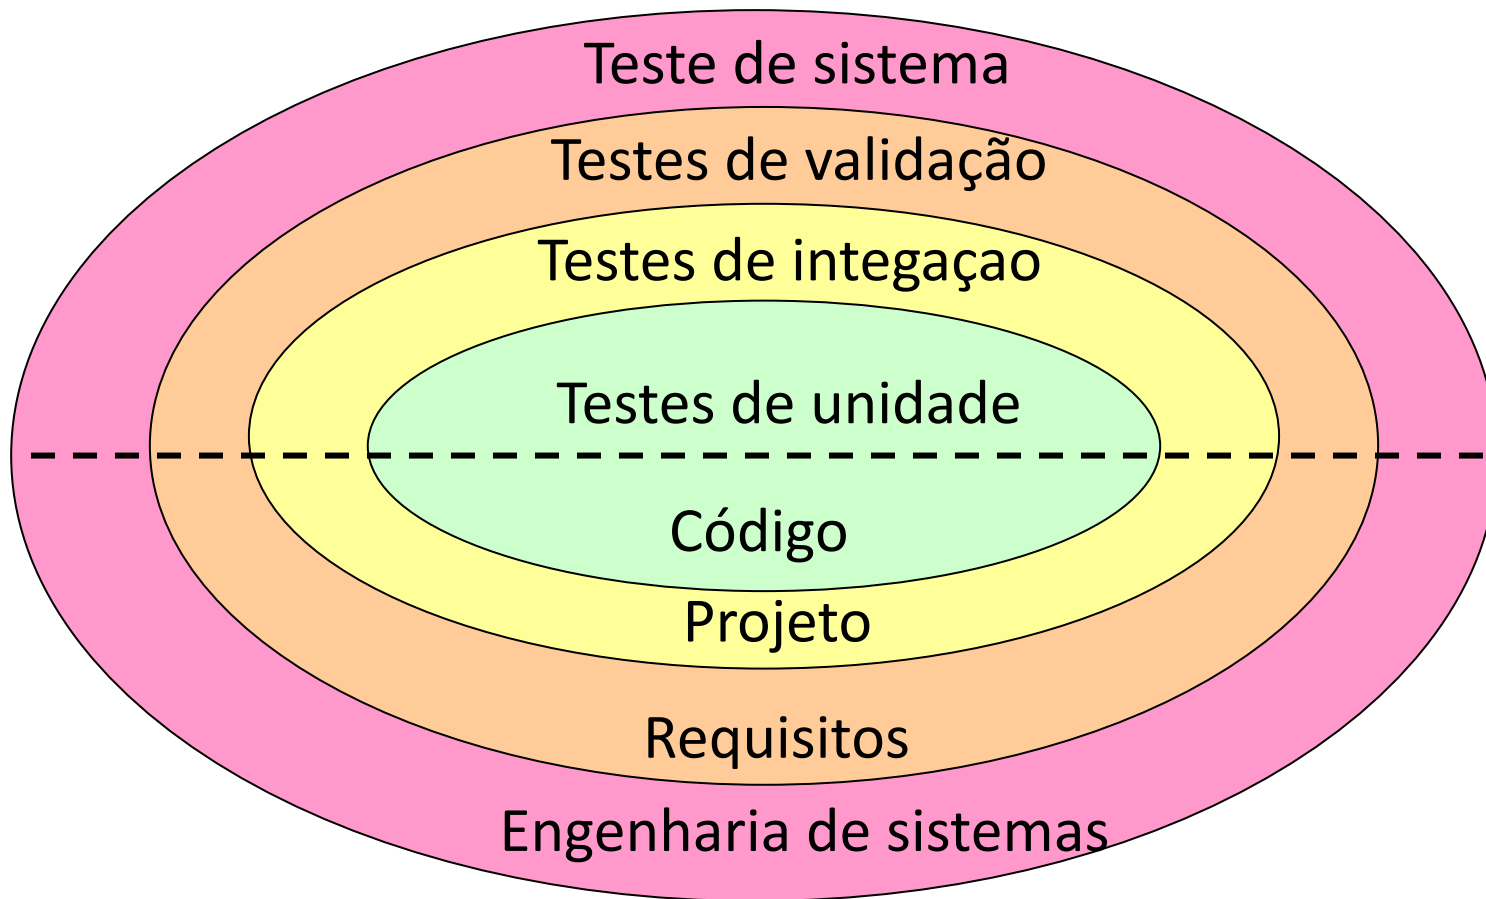 Teste de sistema
Testes de validação
Testes de integaçao
Testes de unidade
Código
Projeto
Requisitos
Engenharia de sistemas